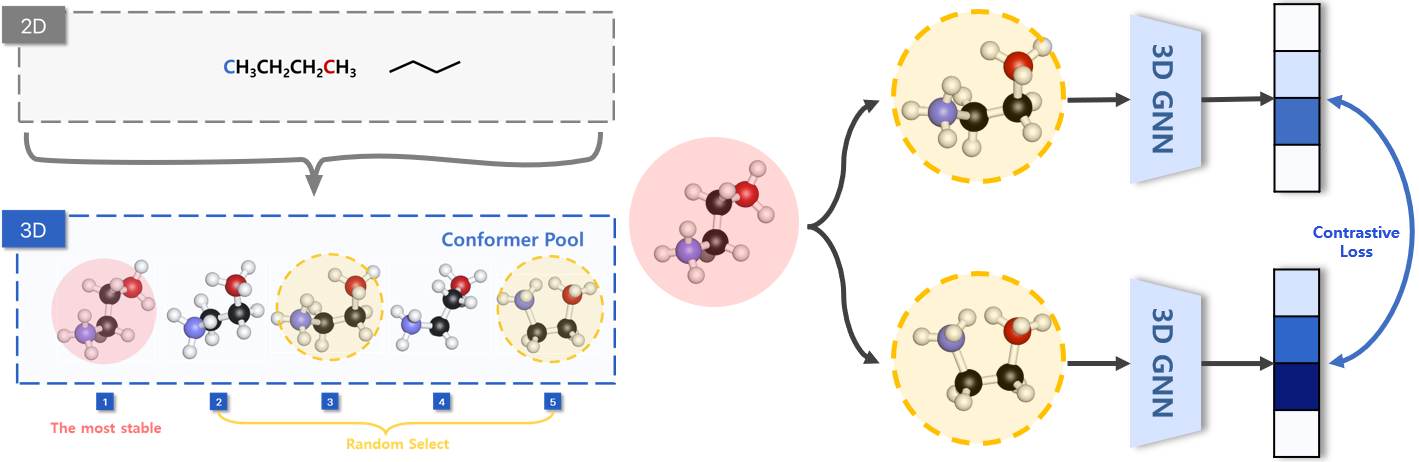 2D
CH₃CH₂CH₂CH₃
3D
Conformer Pool
1
2
3
4
5
The most stable
Random Select
3D GNN
3D GNN
Contrastive
Loss